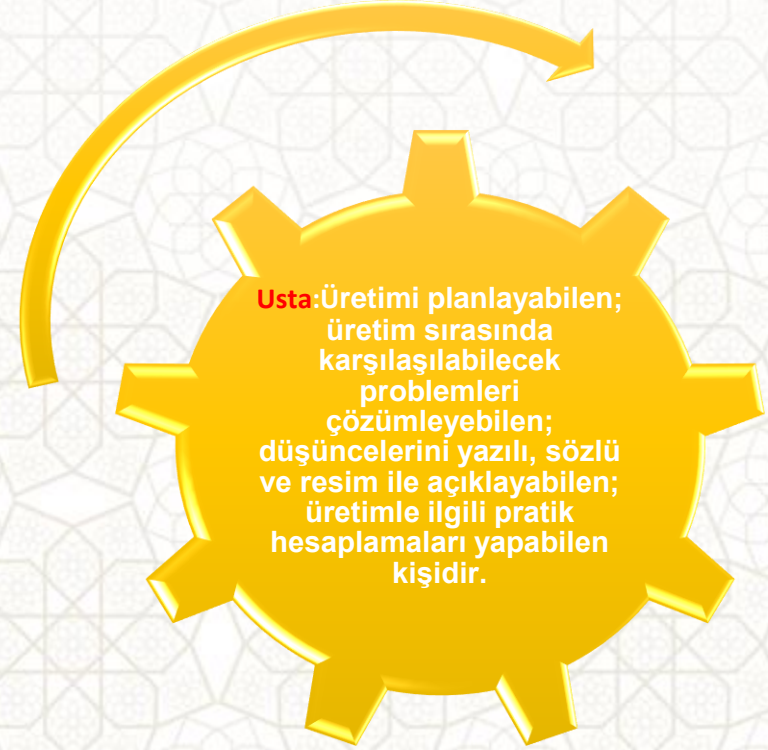 Usta:Üretimi planlayabilen;
üretim sırasında
karşılaşılabilecek
problemleri
çözümleyebilen;
düşüncelerini yazılı, sözlü
ve resim ile açıklayabilen;
üretimle ilgili pratik
hesaplamaları yapabilen
kişidir.